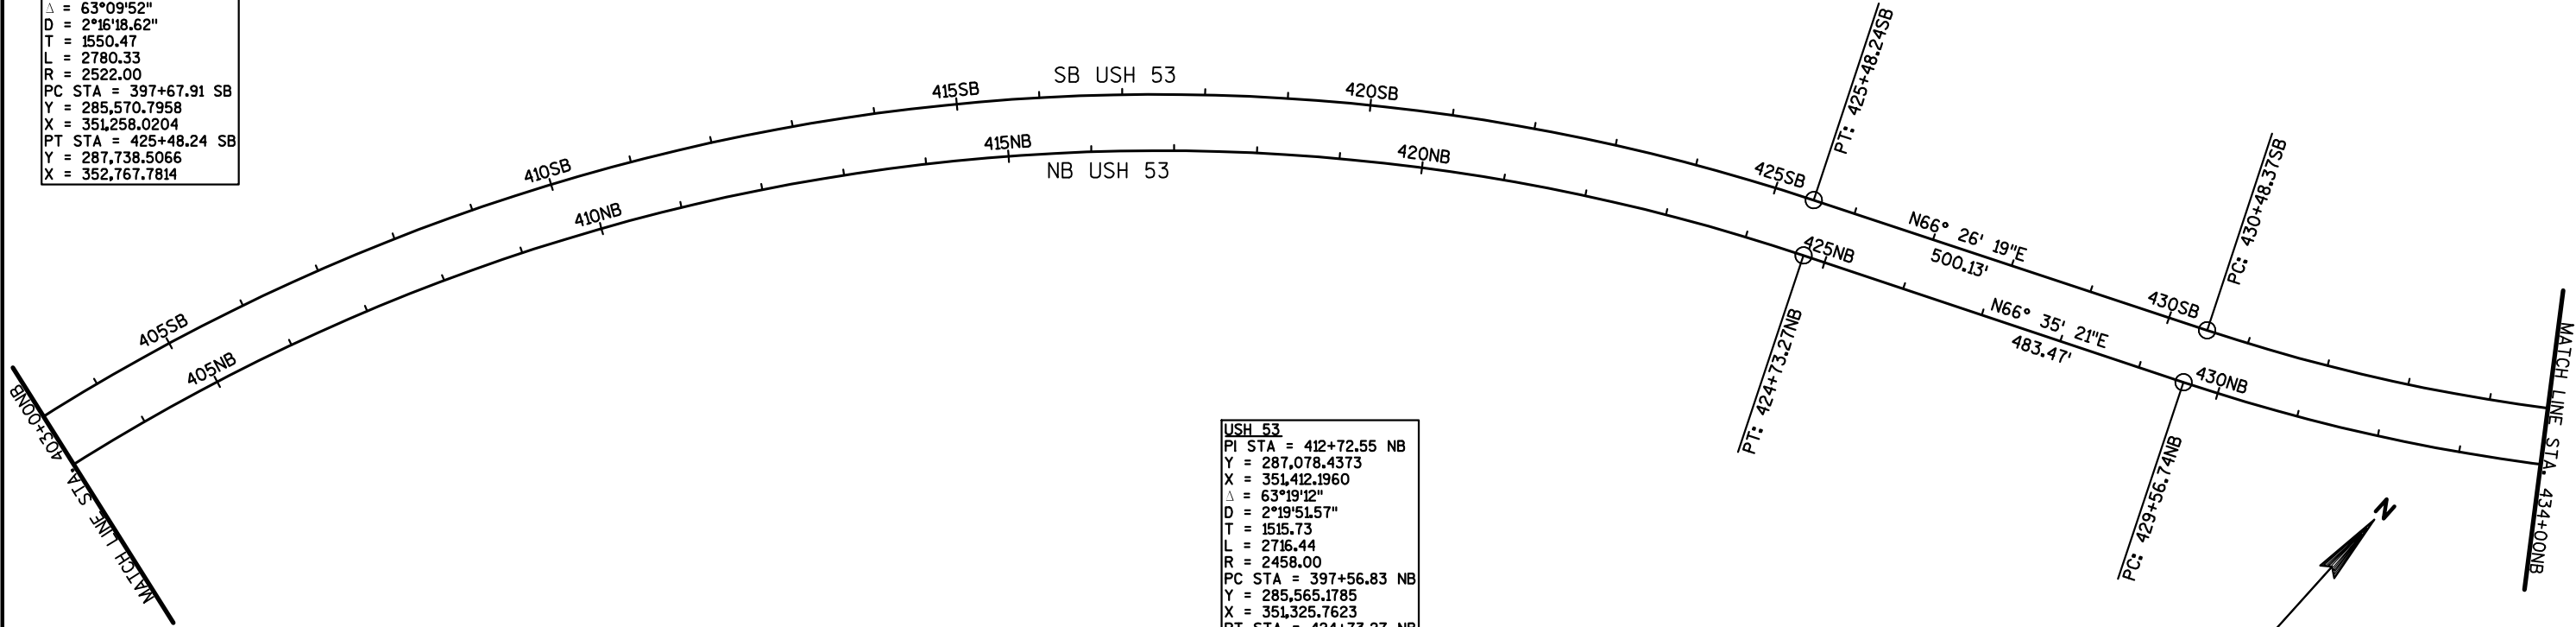 Δ = 63°09'52"
D = 2°16'18.62"
T = 1550.47
L = 2780.33
R = 2522.00
PC STA = 397+67.91 SB
Y = 285,570.7958
X = 351,258.0204
PT STA = 425+48.24 SB
Y = 287,738.5066
X = 352,767.7814
SB USH 53
NB USH 53
405SB
410SB
415SB
420SB
425SB
430SB
405NB
410NB
415NB
420NB
425NB
430NB
PT: 425+48.24SB
PC: 430+48.37SB
N66° 26' 19"E
500.13'
N66° 35' 21"E
483.47'
PT: 424+73.27NB
PC: 429+56.74NB
MATCH LINE STA. 403+00NB
MATCH LINE STA. 434+00NB
USH 53
PI STA = 412+72.55 NB
Y = 287,078.4373
X = 351,412.1960
Δ = 63°19'12"
D = 2°19'51.57"
T = 1515.73
L = 2716.44
R = 2458.00
PC STA = 397+56.83 NB
Y = 285,565.1785
X = 351,325.7623
PT STA = 424+73.27 NB
N